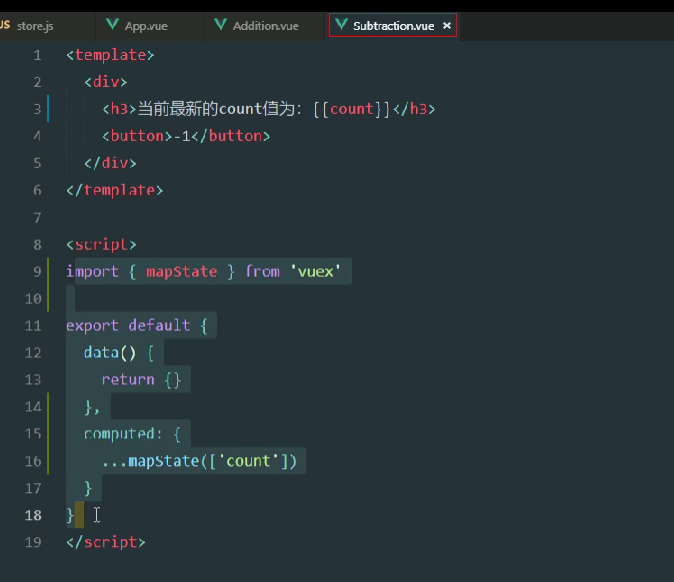 JS store.js App.vue Addition.vue Subtraction.vue ×
1 <template>
2 <div>
3 <h3>当前最新的count值为：{{count}}</h3>
4 <button>-1</button>
5 </div>
6 </template>
7
8 <script>
9 import { mapState } from 'vuex'
10
11 export default {
12 data() {
13 return {}
14 },
15 computed: {
16 ...mapState(['count'])
17 }
18 }
19 </script>